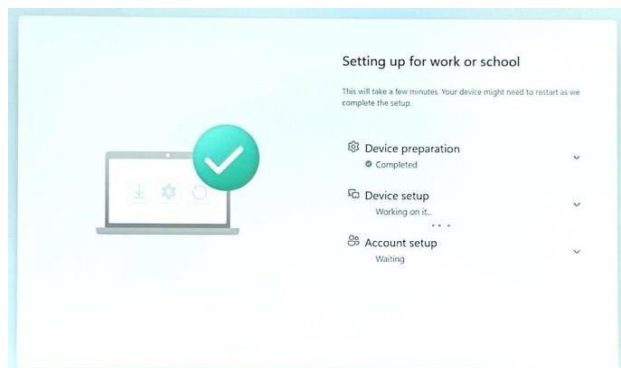 Setting up for work or school
This will take a few minutes. Your device might need to restart as we
complete the setup.
Device preparation
Completed
Device setup
Working on it...
Account setup
Waiting